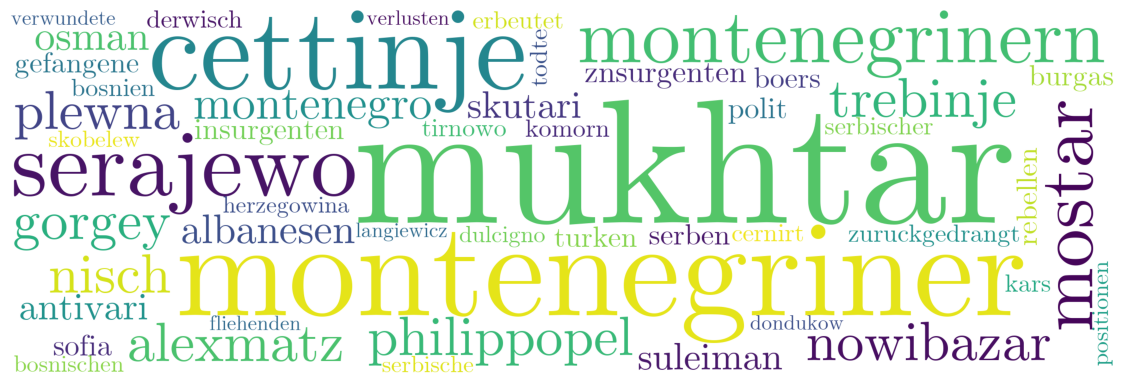 verwundete
derwisch
verlusten
erbeutet
osman
cettinje
todte
montenegrinern
gefangene
znsurgenten
boers
burgas
bosnien
plewna
montenegro
skutari
polit
trebinje
mostar
skobelew
insurgenten
tirnowo
komorn
serbischer
serajewo
mukhtar
rebellen
herzegowina
gorgey
albanesen
langiewicz
dulcigno
turken
serben
cernirt
zuruckgedrangt
nisch
montenegriner
kars
positionen
antivari
fliehenden
philippopel
dondukow
sofia
alexmatz
suleiman
nowibazar
bosnischen
serbische